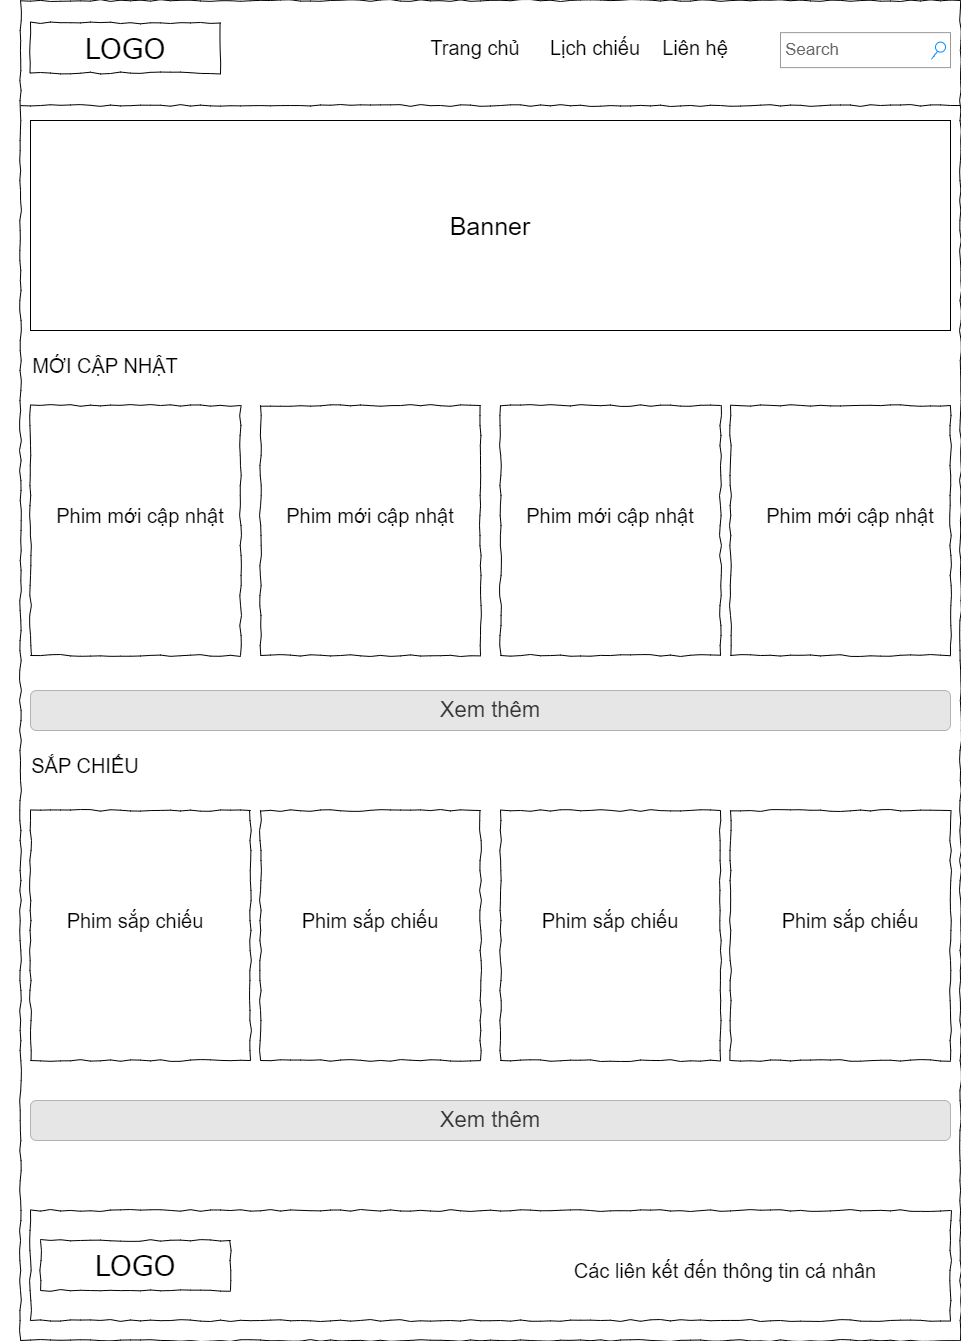 LOGO
Trang chủ
Lịch chiếu
Liên hệ
Search
Banner
MỚI CẬP NHẬT
Phim mới cập nhật
Phim mới cập nhật
Phim mới cập nhật
Phim mới cập nhật
Xem thêm
SẮP CHIẾU
Phim sắp chiếu
Phim sắp chiếu
Phim sắp chiếu
Phim sắp chiếu
Xem thêm
LOGO
Các liên kết đến thông tin cá nhân